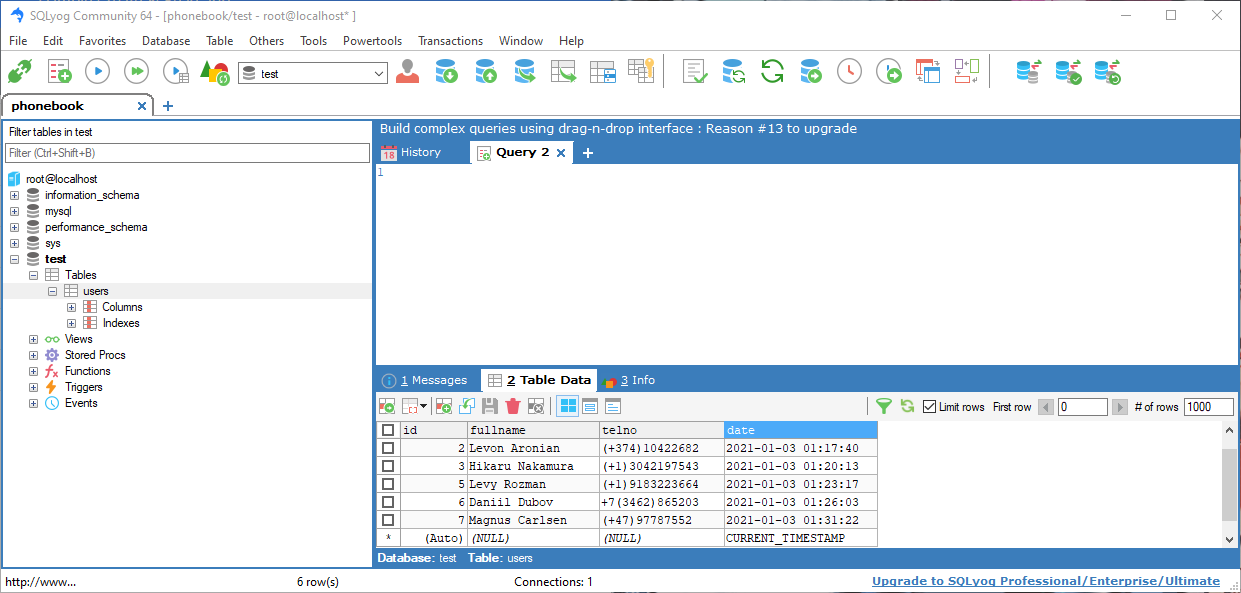 SQLyog Community 64 - [phonebook/test - root@localhost* ]
File Edit Favorites Database Table Others Tools Powertools Transactions Window Help
test
phonebook
Filter tables in test
Filter (Ctrl+Shift+B)
root@localhost
information_schema
mysql
performance_schema
sys
test
Tables
users
Columns
Indexes
Views
Stored Procs
Functions
Triggers
Events
Build complex queries using drag-n-drop interface : Reason #13 to upgrade
18 History Query 2
1
1 Messages 2 Table Data 3 Info
Limit rows First row 0 # of rows 1000
id fullname telno date
2 Levon Aronian (+374)10422682 2021-01-03 01:17:40
3 Hikaru Nakamura (+1)3042197543 2021-01-03 01:20:13
5 Levy Rozman (+1)9183223664 2021-01-03 01:23:17
6 Daniil Dubov +7(3462)865203 2021-01-03 01:26:03
7 Magnus Carlsen (+47)97787552 2021-01-03 01:31:22
* (Auto) (NULL) (NULL) CURRENT_TIMESTAMP
Database: test Table: users
http://www... 6 row(s) Connections: 1 Upgrade to SQLyog Professional/Enterprise/Ultimate